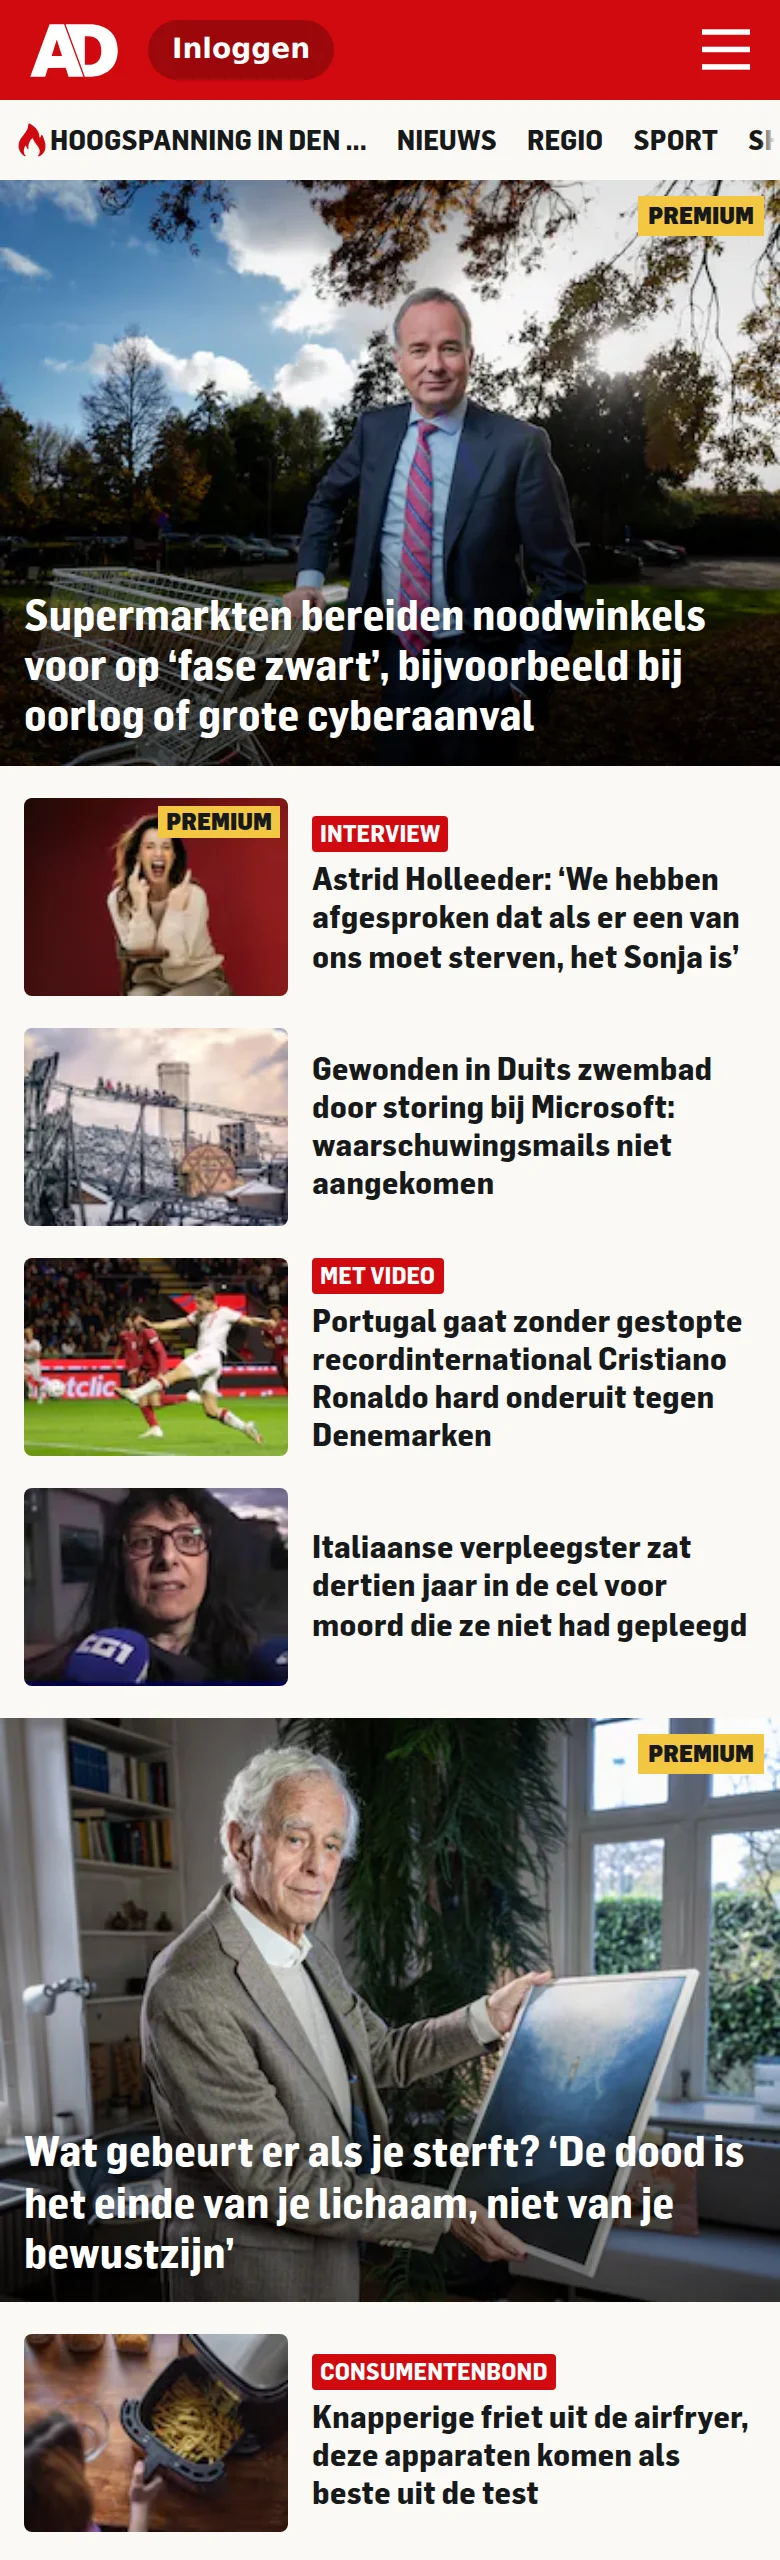 AD
Inloggen
HOOGSPANNING IN DEN ...
NIEUWS
REGIO
SPORT
PREMIUM
Supermarkten bereiden noodwinkels
voor op ‘fase zwart’, bijvoorbeeld bij
oorlog of grote cyberaanval
PREMIUM
INTERVIEW
Astrid Holleeder: ‘We hebben
afgesproken dat als er een van
ons moet sterven, het Sonja is’
Gewonden in Duits zwembad
door storing bij Microsoft:
waarschuwingsmails niet
aangekomen
MET VIDEO
Portugal gaat zonder gestopte
recordinternational Cristiano
Ronaldo hard onderuit tegen
Denemarken
Italiaanse verpleegster zat
dertien jaar in de cel voor
moord die ze niet had gepleegd
PREMIUM
Wat gebeurt er als je sterft? ‘De dood is
het einde van je lichaam, niet van je
bewustzijn’
CONSUMENTENBOND
Knapperige friet uit de airfryer,
deze apparaten komen als
beste uit de test